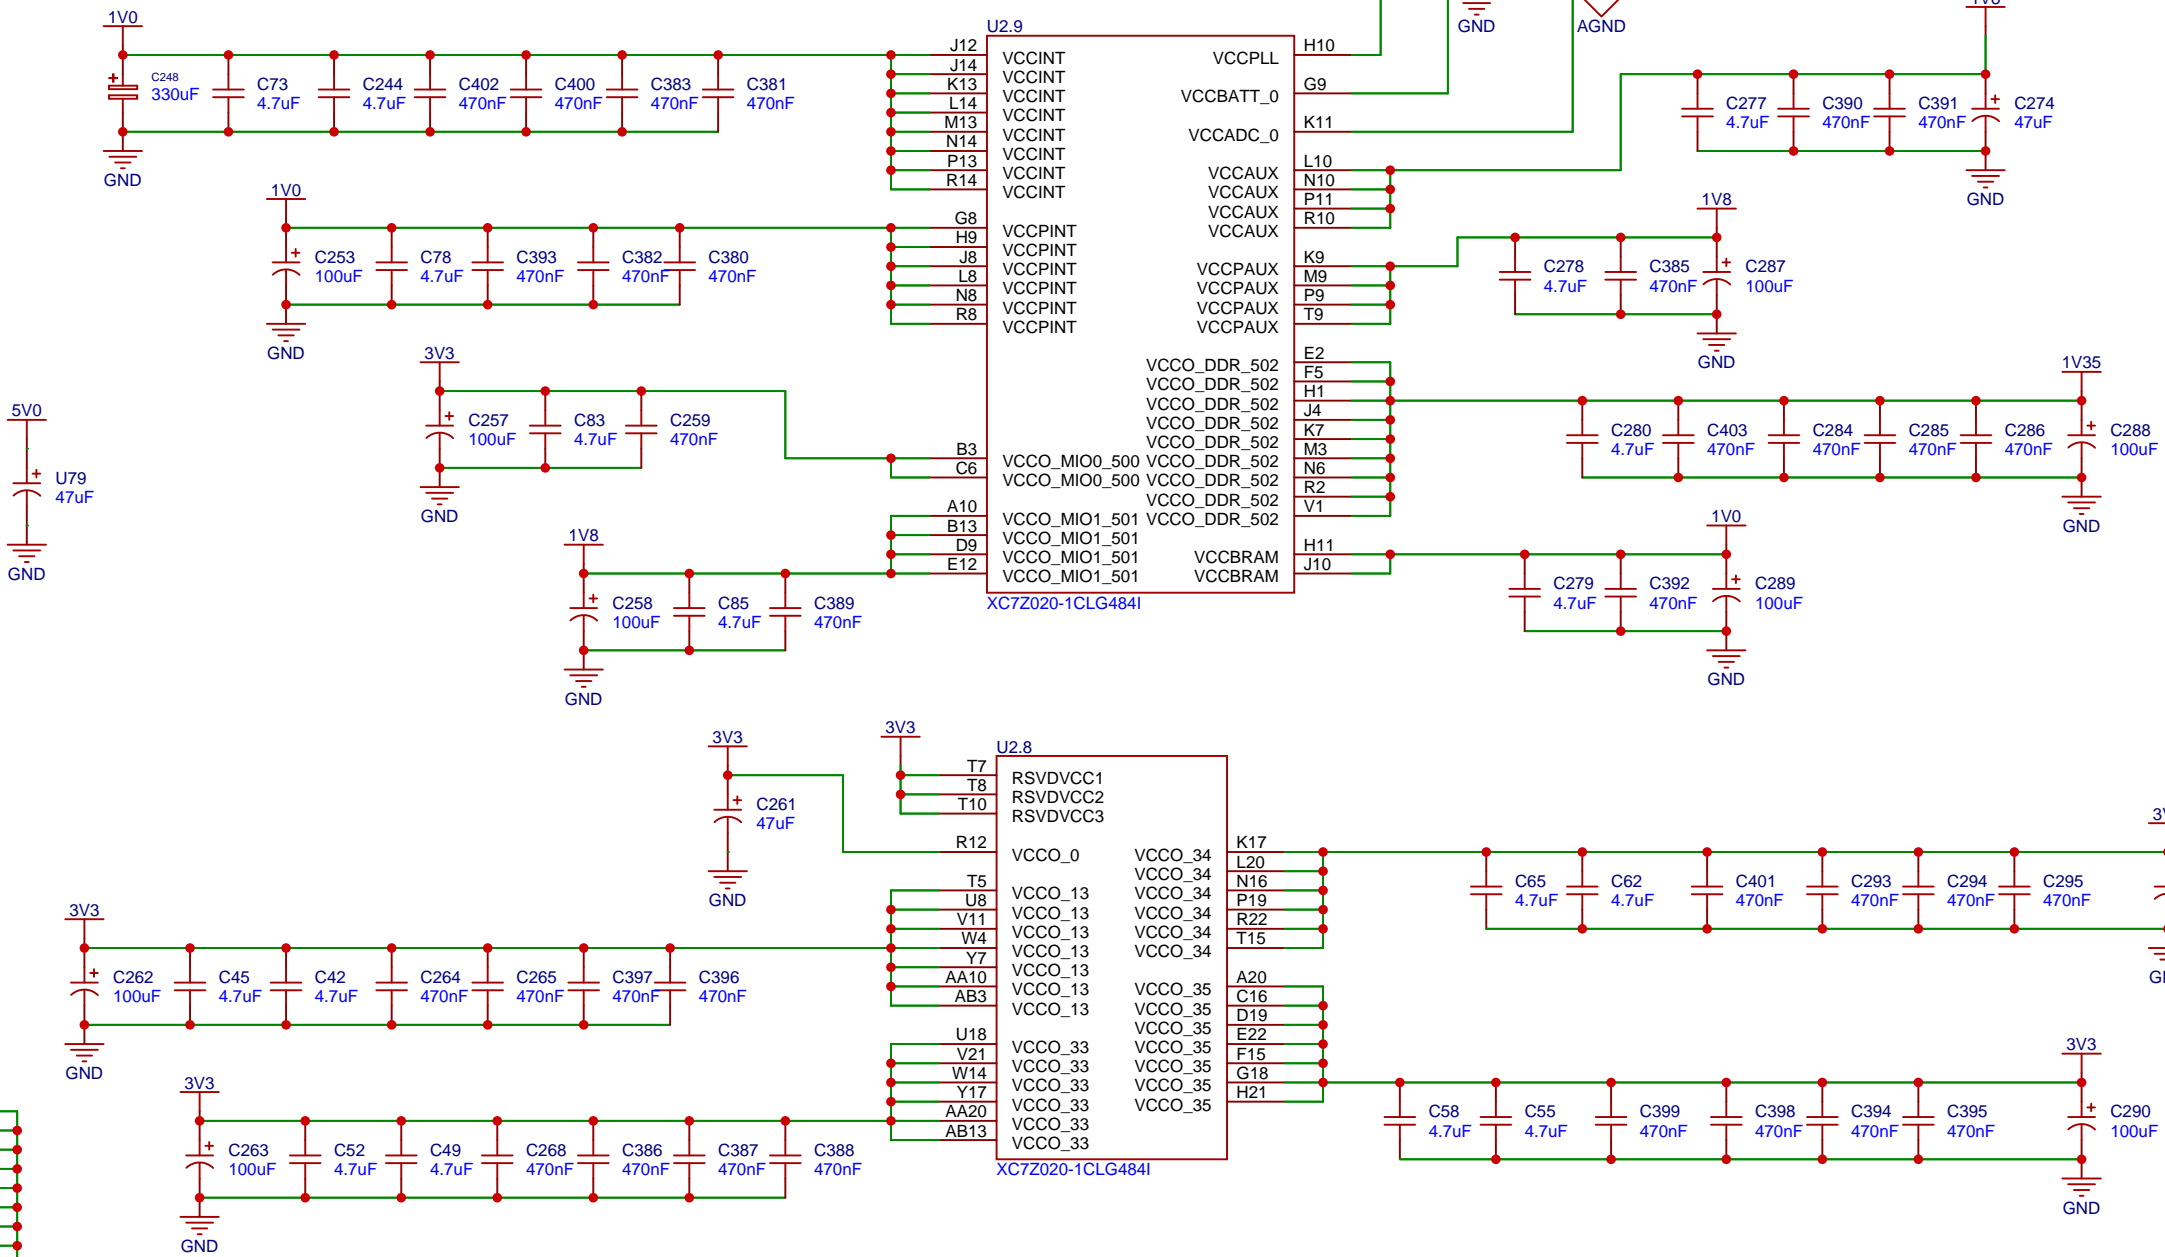 1V0
C248
330uF
C73
4.7uF
C244
4.7uF
C402
470nF
C400
470nF
C383
470nF
C381
470nF
GND
1V0
C253
100uF
C78
4.7uF
C393
470nF
C382
470nF
C380
470nF
GND
3V3
C257
100uF
C83
4.7uF
C259
470nF
GND
5V0
U79
47uF
GND
1V8
C258
100uF
C85
4.7uF
C389
470nF
GND
U2.9
J12 VCCINT
J14 VCCINT
K13 VCCINT
L14 VCCINT
M13 VCCINT
N14 VCCINT
P13 VCCINT
R14 VCCINT
G8 VCCPINT
H9 VCCPINT
J8 VCCPINT
L8 VCCPINT
N8 VCCPINT
R8 VCCPINT
B3 VCCO_MIO0_500
C6 VCCO_MIO0_500
A10 VCCO_MIO1_501
B13 VCCO_MIO1_501
D9 VCCO_MIO1_501
E12 VCCO_MIO1_501
VCCPLL H10
VCCBATT_0 G9
VCCADC_0 K11
VCCAUX L10
VCCAUX N10
VCCAUX P11
VCCAUX R10
VCCPAUX K9
VCCPAUX M9
VCCPAUX P9
VCCPAUX T9
VCCO_DDR_502 E2
VCCO_DDR_502 F5
VCCO_DDR_502 H1
VCCO_DDR_502 J4
VCCO_DDR_502 K7
VCCO_DDR_502 M3
VCCO_DDR_502 N6
VCCO_DDR_502 R2
VCCO_DDR_502 V1
VCCBRAM H11
VCCBRAM J10
XC7Z020-1CLG484I
GND
AGND
C277
4.7uF
C390
470nF
C391
470nF
C274
47uF
GND
1V8
C278
4.7uF
C385
470nF
C287
100uF
GND
1V35
C280
4.7uF
C403
470nF
C284
470nF
C285
470nF
C286
470nF
C288
100uF
GND
1V0
C279
4.7uF
C392
470nF
C289
100uF
GND
3V3
C261
47uF
GND
3V3
3V3
C262
100uF
C45
4.7uF
C42
4.7uF
C264
470nF
C265
470nF
C397
470nF
C396
470nF
GND
3V3
C263
100uF
C52
4.7uF
C49
4.7uF
C268
470nF
C386
470nF
C387
470nF
C388
470nF
GND
U2.8
T7 RSVDVCC1
T8 RSVDVCC2
T10 RSVDVCC3
R12 VCCO_0
T5 VCCO_13
U8 VCCO_13
V11 VCCO_13
W4 VCCO_13
Y7 VCCO_13
AA10 VCCO_13
AB3 VCCO_13
U18 VCCO_33
V21 VCCO_33
W14 VCCO_33
Y17 VCCO_33
AA20 VCCO_33
AB13 VCCO_33
VCCO_34 K17
VCCO_34 L20
VCCO_34 N16
VCCO_34 P19
VCCO_34 R22
VCCO_34 T15
VCCO_35 A20
VCCO_35 C16
VCCO_35 D19
VCCO_35 E22
VCCO_35 F15
VCCO_35 G18
VCCO_35 H21
XC7Z020-1CLG484I
C65
4.7uF
C62
4.7uF
C401
470nF
C293
470nF
C294
470nF
C295
470nF
3V3
C58
4.7uF
C55
4.7uF
C399
470nF
C398
470nF
C394
470nF
C395
470nF
C290
100uF
GND